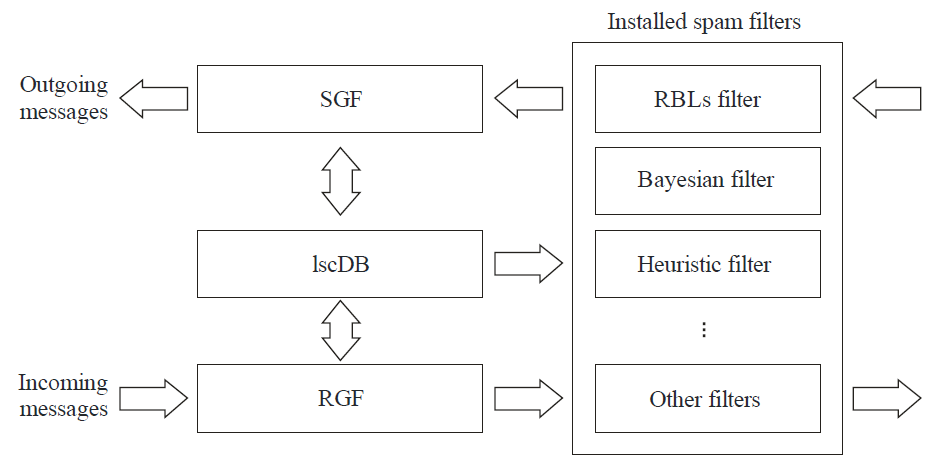 Installed spam filters
Outgoing
messages
SGF
RBLs filter
Bayesian filter
lscDB
Heuristic filter
⋮
Incoming
messages
RGF
Other filters